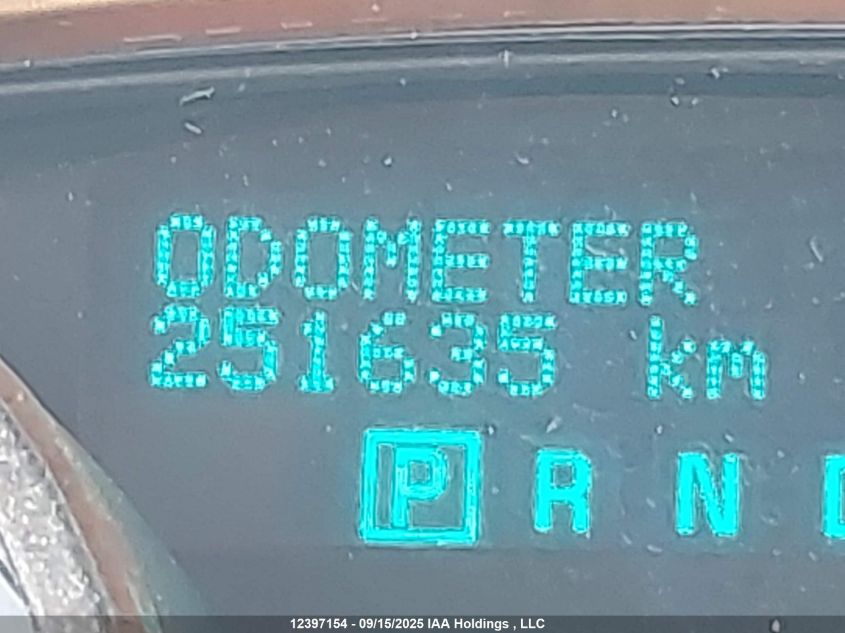 ODOMETER
251635 km
P R N
12397154 - 09/15/2025 IAA Holdings , LLC